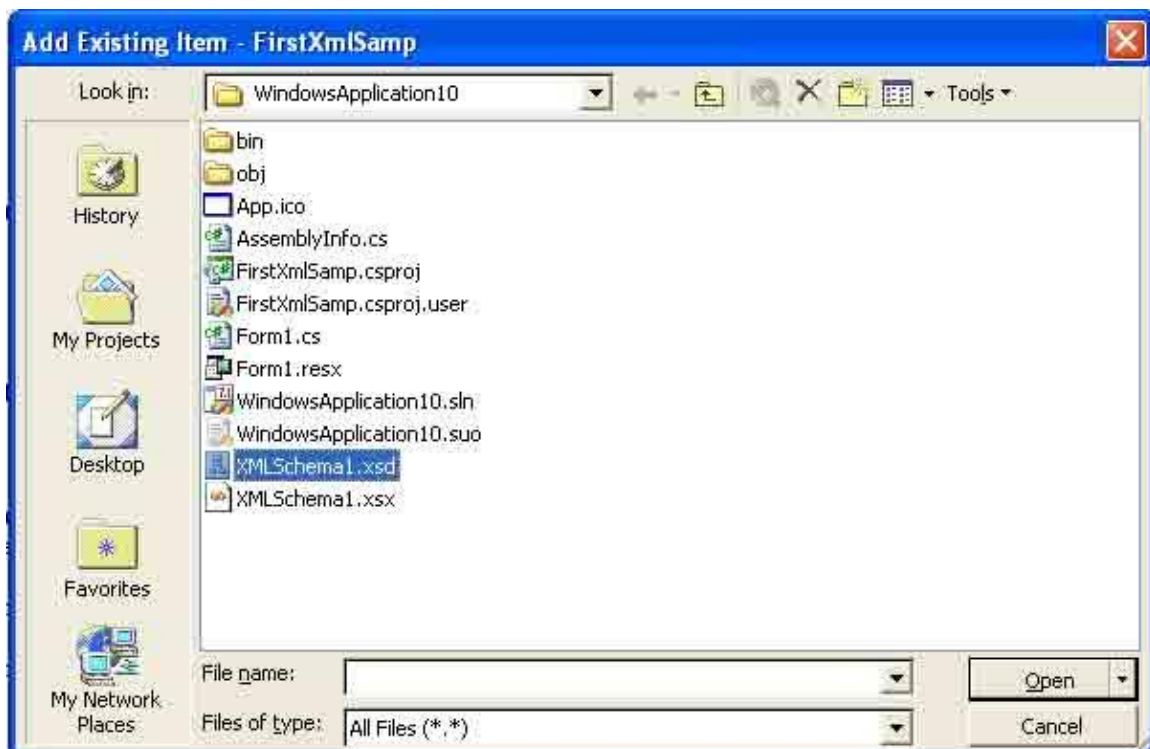 Add Existing Item - FirstXmlSamp
Look in:
WindowsApplication10
Tools
History
My Projects
Desktop
Favorites
My Network Places
bin
obj
App.ico
AssemblyInfo.cs
FirstXmlSamp.csproj
FirstXmlSamp.csproj.user
Form1.cs
Form1.resx
WindowsApplication10.sln
WindowsApplication10.suo
XMLSchema1.xsd
XMLSchema1.xsx
File name:
Open
Files of type:
All Files (*.*)
Cancel